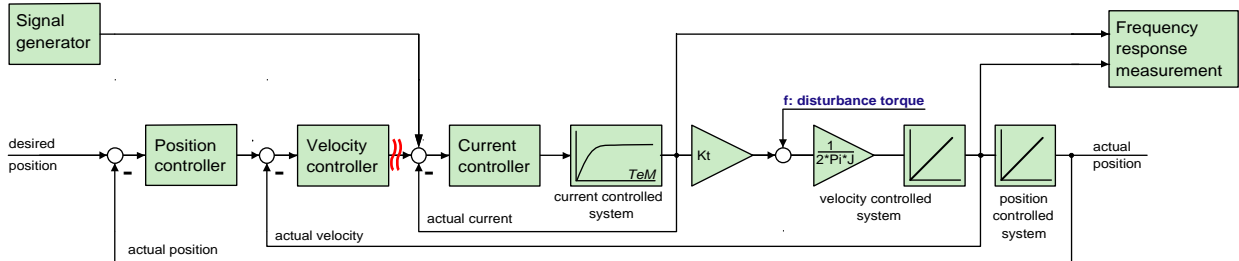 Signal
generator
Frequency
response
measurement
f: disturbance torque
desired
position
Position
controller
Velocity
controller
Current
controller
TeM
Kt
1
2*Pi*J
actual
position
-
-
-
current controlled
system
velocity controlled
system
position
controlled
system
actual current
actual velocity
actual position